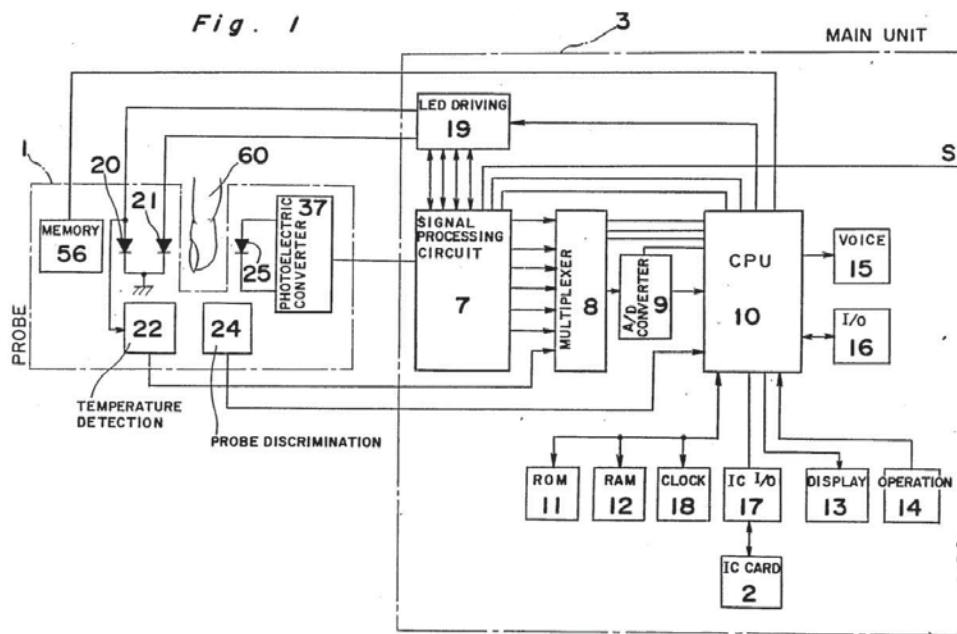 Fig. 1
3
MAIN UNIT
LED DRIVING
19
S
1
20
21
60
MEMORY
56
25
PHOTOELECTRIC
CONVERTER
37
SIGNAL
PROCESSING
CIRCUIT
7
MULTIPLEXER
8
A/D
CONVERTER
9
CPU
10
VOICE
15
I/O
16
PROBE
22
24
TEMPERATURE
DETECTION
PROBE DISCRIMINATION
ROM
11
RAM
12
CLOCK
18
IC I/O
17
DISPLAY
13
OPERATION
14
IC CARD
2